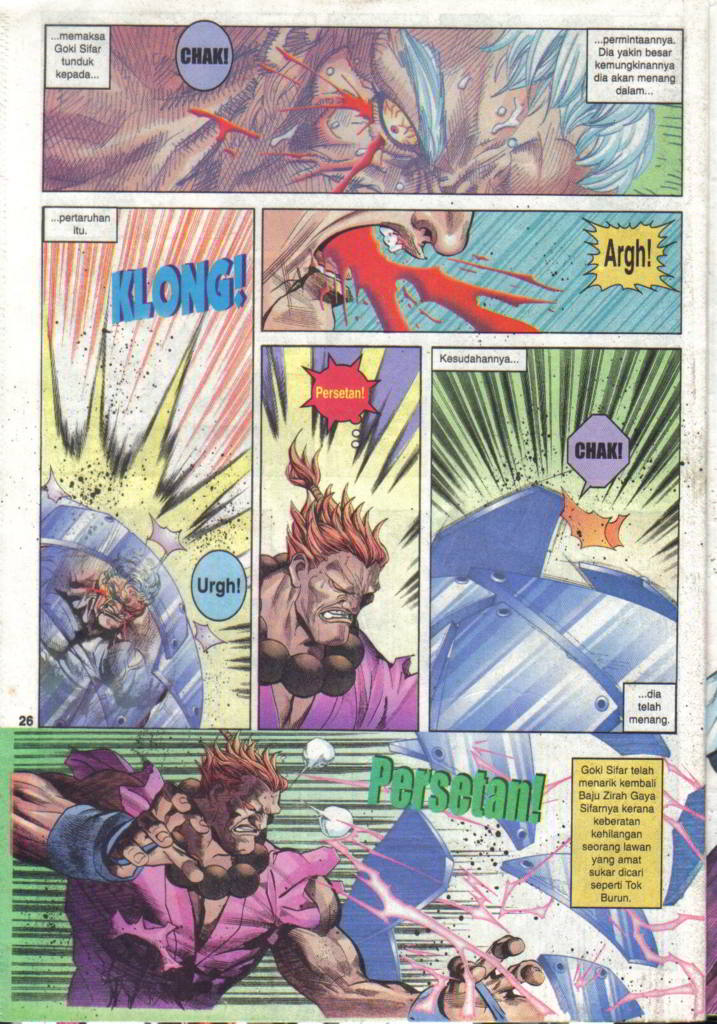 ...memaksa
Goki Sifar
tunduk
kepada...
CHAK!
...permintaannya.
Dia yakin besar
kemungkinannya
dia akan menang
dalam...
...pertaruhan
itu.
KLONG!
Argh!
Urgh!
Persetan!
Kesudahannya...
CHAK!
...dia
telah
menang.
26
Persetan!
Goki Sifar telah
menarik kembali
Baju Zirah Gaya
Sifarnya kerana
keberatan
kehilangan
seorang lawan
yang amat
sukar dicari
seperti Tok
Burun.